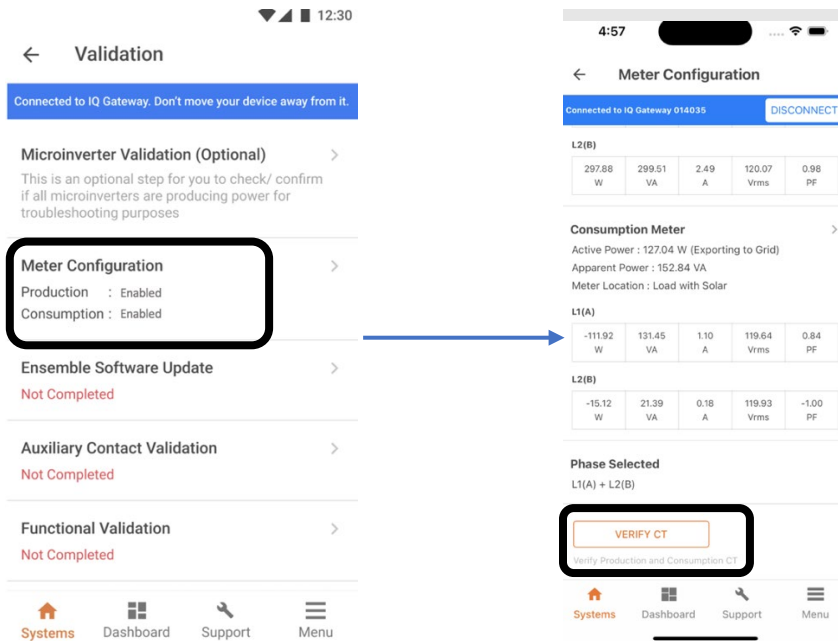 12:30
Validation
Connected to IQ Gateway. Don't move your device away from it.
Microinverter Validation (Optional)
This is an optional step for you to check/ confirm
if all microinverters are producing power for
troubleshooting purposes
Meter Configuration
Production : Enabled
Consumption : Enabled
Ensemble Software Update
Not Completed
Auxiliary Contact Validation
Not Completed
Functional Validation
Not Completed
Systems Dashboard Support Menu
4:57
Meter Configuration
Connected to IQ Gateway 014035 DISCONNECT
L2(B)
297.88 299.51 2.49 120.07 0.98
W VA A Vrms PF
Consumption Meter
Active Power : 127.04 W (Exporting to Grid)
Apparent Power : 152.84 VA
Meter Location : Load with Solar
L1(A)
-111.92 131.45 1.10 119.64 0.84
W VA A Vrms PF
L2(B)
-15.12 21.39 0.18 119.93 -1.00
W VA A Vrms PF
Phase Selected
L1(A) + L2(B)
VERIFY CT
Verify Production and Consumption CT
Systems Dashboard Support Menu